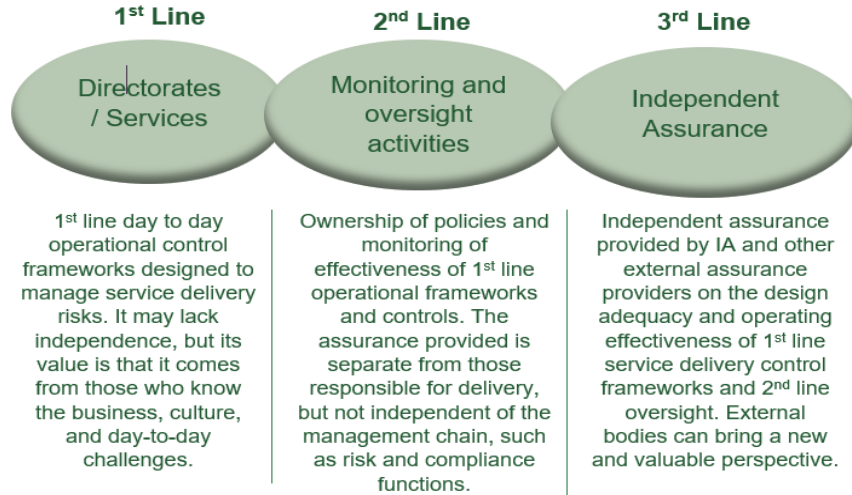 1st Line
Directorates
/ Services
1st line day to day
operational control
frameworks designed to
manage service delivery
risks. It may lack
independence, but its
value is that it comes
from those who know
the business, culture,
and day-to-day
challenges.
2nd Line
Monitoring and
oversight
activities
Ownership of policies and
monitoring of
effectiveness of 1st line
operational frameworks
and controls. The
assurance provided is
separate from those
responsible for delivery,
but not independent of the
management chain, such
as risk and compliance
functions.
3rd Line
Independent
Assurance
Independent assurance
provided by IA and other
external assurance
providers on the design
adequacy and operating
effectiveness of 1st line
service delivery control
frameworks and 2nd line
oversight. External
bodies can bring a new
and valuable perspective.